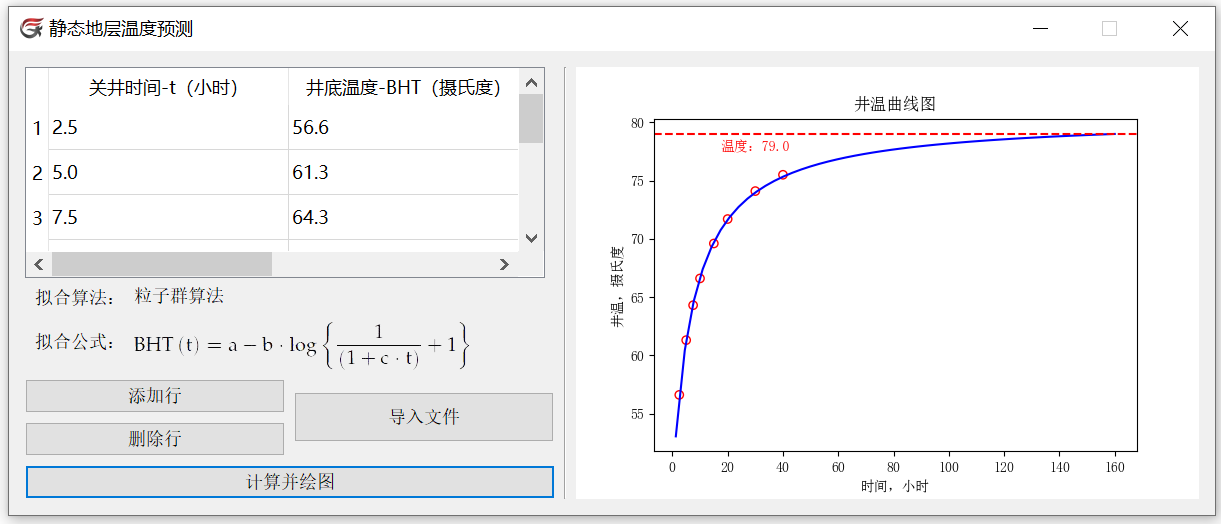 静态地层温度预测
关井时间-t（小时） 井底温度-BHT（摄氏度）
1 2.5 56.6
2 5.0 61.3
3 7.5 64.3
拟合算法： 粒子群算法
拟合公式： BHT (t) = a − b · log { 1 / (1 + c · t) + 1 }
添加行
删除行
导入文件
计算并绘图
井温曲线图
温度：79.0
井温，摄氏度
80
75
70
65
60
55
0 20 40 60 80 100 120 140 160
时间，小时